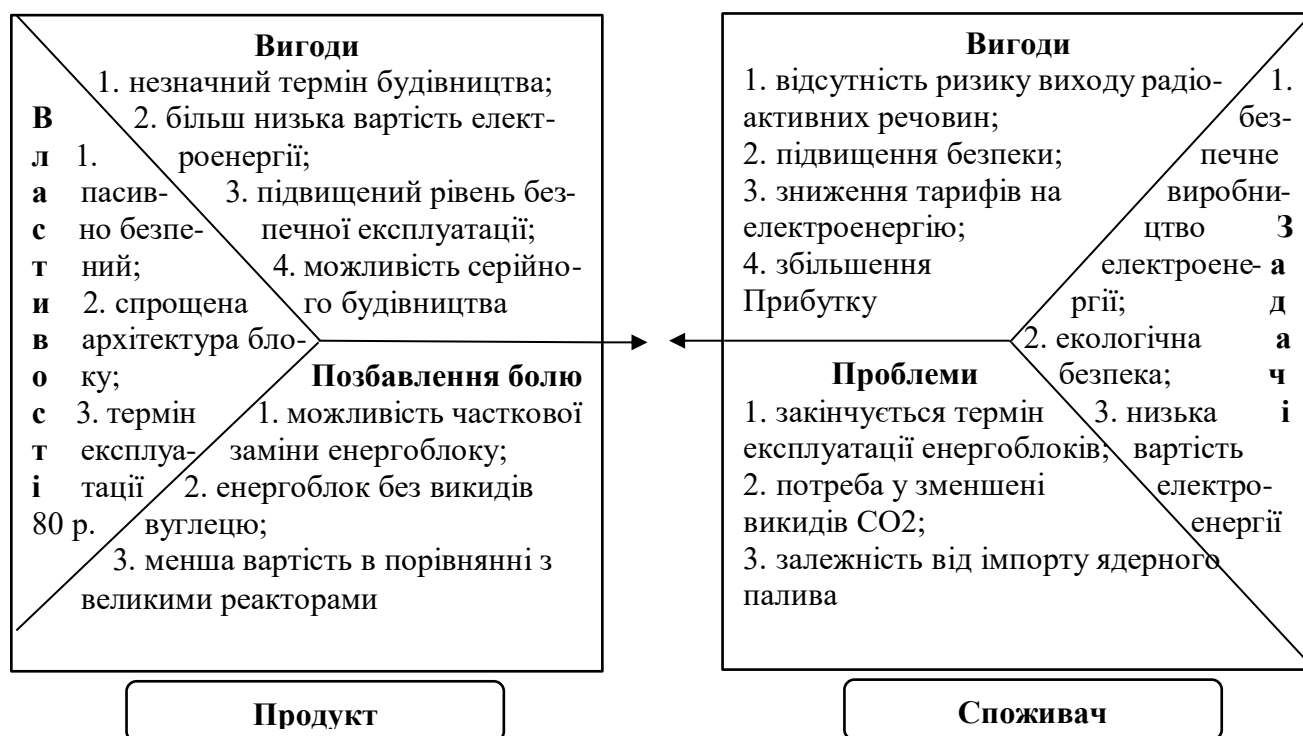 Вигоди
1. незначний термін будівництва;
2. більш низька вартість елект-
роенергії;
3. підвищений рівень без-
печної експлуатації;
4. можливість серійно-
го будівництва
Властивості
1.
пасив-
но безпе-
ний;
2. спрощена
архітектура бло-
ку;
3. термін
експлуа-
тації
80 р.
Позбавлення болю
1. можливість часткової
заміни енергоблоку;
2. енергоблок без викидів
вуглецю;
3. менша вартість в порівнянні з
великими реакторами
Продукт
Вигоди
1. відсутність ризику виходу радіо-
активних речовин;
2. підвищення безпеки;
3. зниження тарифів на
електроенергію;
4. збільшення
Прибутку
Задачі
1.
без-
печне
виробни-
цтво
електроене-
ргії;
2. екологічна
безпека;
3. низька
вартість
електро-
енергії
Проблеми
1. закінчується термін
експлуатації енергоблоків;
2. потреба у зменшені
викидів СО2;
3. залежність від імпорту ядерного
палива
Споживач